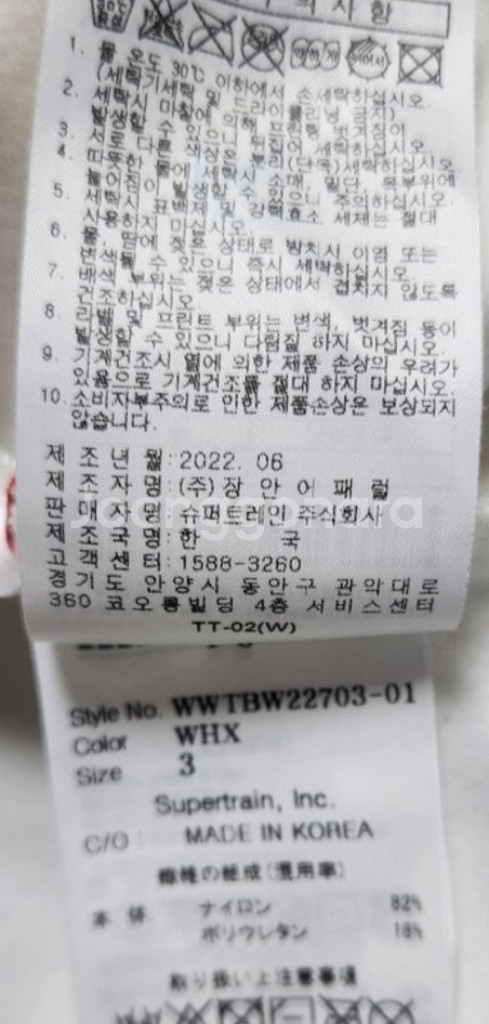 의 사 항
1. 물 온도 30℃ 이하에서 손세탁하십시오.
(세탁기세탁 및 드라이클리닝 금지)
2. 세탁시 마찰에 의해 프린트 벗겨짐이
발생할 수 있으니 뒤집어 세탁하십시오.
3. 서로 다른 색상은 분리(단독)세탁하십시오.
4. 따뜻한
늘어짐이 발생할 수 있으니 주의하십시오.
5. 세탁시 표백제 및 강력효소 세제는 절대
사용하지 마십시오.
6. 물, 땀에 젖은 상태로 방치시 이염 또는
변색될 수 있으니 즉시 세탁하십시오.
7. 배색 부위는 젖은 상태에서 겹치지 않도록
건조하십시오.
8. 라벨 및 프린트 부위는 변색, 벗겨짐 등이
발생할 수 있으니 다림질 하지 마십시오.
9. 기계건조시 열에 의한 제품 손상의 우려가
있음으로 기계건조를 절대 하지 마십시오.
10. 소비자부주의로 인한 제품손상은 보상되지
않습니다.
제 조 년 월:2022. 06
제 조 자 명:(주)장 안 어 패 럴
판 매 자 명:슈퍼트레인 주식회사
joonggonara
제 조 국 명:한 국
고 객 센 터:1588-3260
경기도 안양시 동안구 관악대로
360 코오롱빌딩 4층 서비스센터
TT-02(W)
Style No. WWTBW22703-01
Color WHX
Size 3
Supertrain, Inc.
C/O : MADE IN KOREA
繊維の組成(混用率)
本 体 ナイロン 82%
ポリウレタン 18%
取り扱い上注意事項